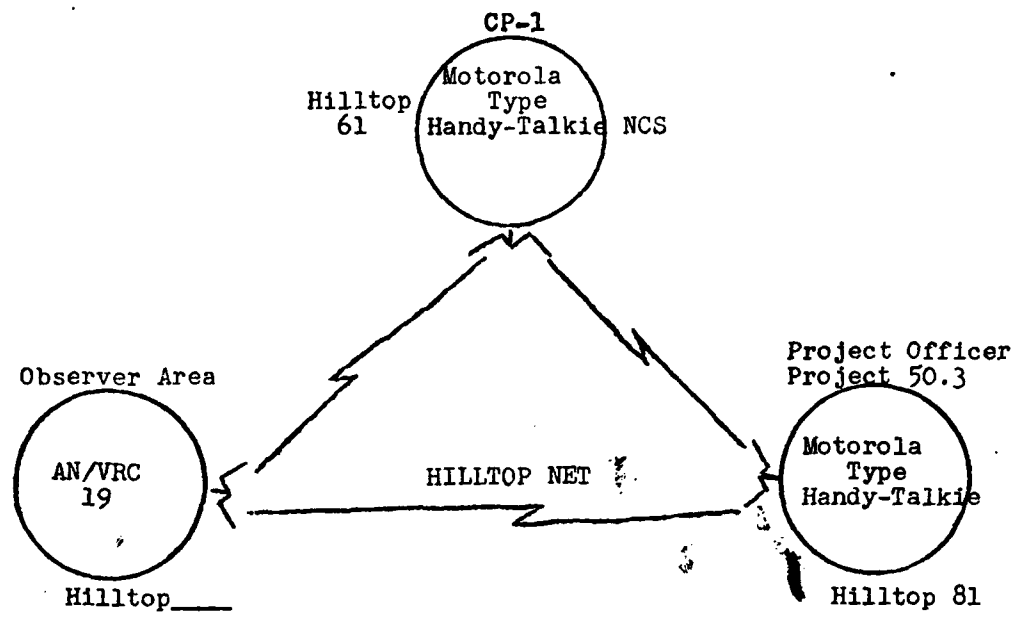 CP-1
Hilltop
61
Motorola
Type
Handy-Talkie NCS
Observer Area
AN/VRC
19
Hilltop____
HILLTOP NET
Project Officer
Project 50.3
Motorola
Type
Handy-Talkie
Hilltop 81